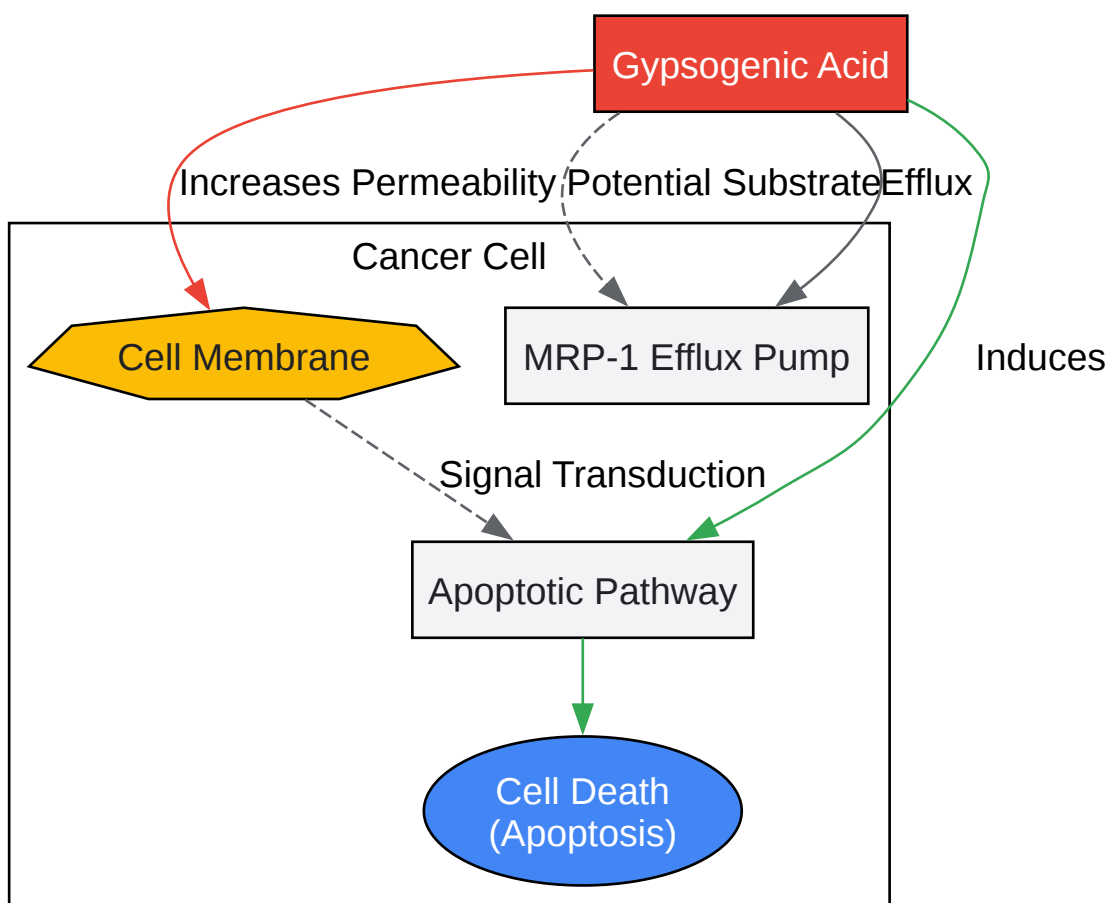 Gypsogenic Acid
Increases Permeability
Potential Substrate
Efflux
Cancer Cell
Cell Membrane
MRP-1 Efflux Pump
Induces
Signal Transduction
Apoptotic Pathway
Cell Death
(Apoptosis)